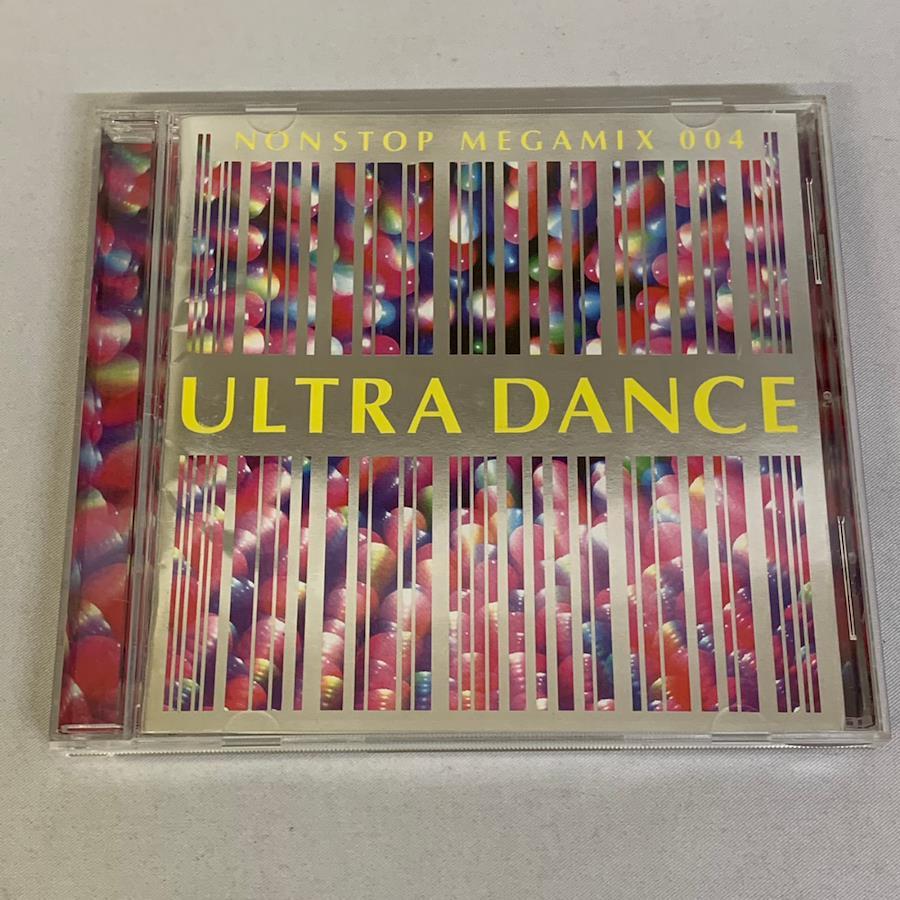 NONSTOP MEGAMIX 004
ULTRA DANCE